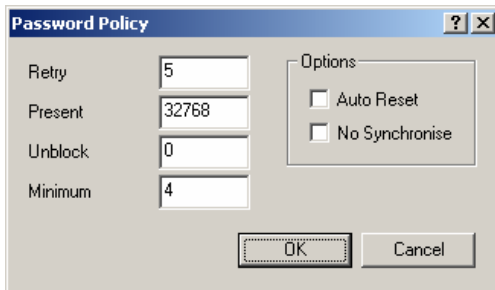 Password Policy
Retry 5
Present 32768
Unblock 0
Minimum 4
Options
Auto Reset
No Synchronise
OK Cancel